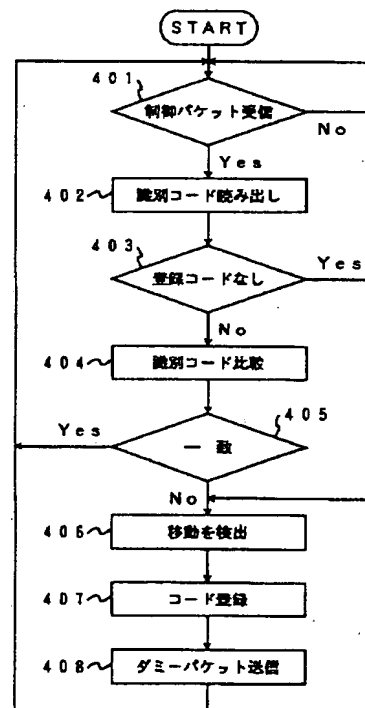 START
401
制御パケット受信
No
Yes
402
識別コード読み出し
403
登録コードなし
Yes
No
404
識別コード比較
405
一致
Yes
No
406
移動を検出
407
コード登録
408
ダミーパケット送信